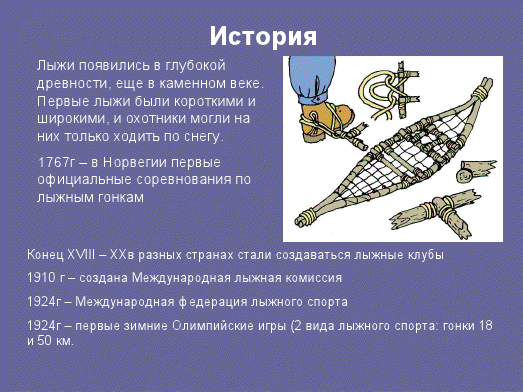 История
Лыжи появились в глубокой
древности, еще в каменном веке.
Первые лыжи были короткими и
широкими, и охотники могли на
них только ходить по снегу.
1767г – в Норвегии первые
официальные соревнования по
лыжным гонкам
Конец XVIII – XXв разных странах стали создаваться лыжные клубы
1910 г – создана Международная лыжная комиссия
1924г – Международная федерация лыжного спорта
1924г – первые зимние Олимпийские игры (2 вида лыжного спорта: гонки 18
и 50 км.